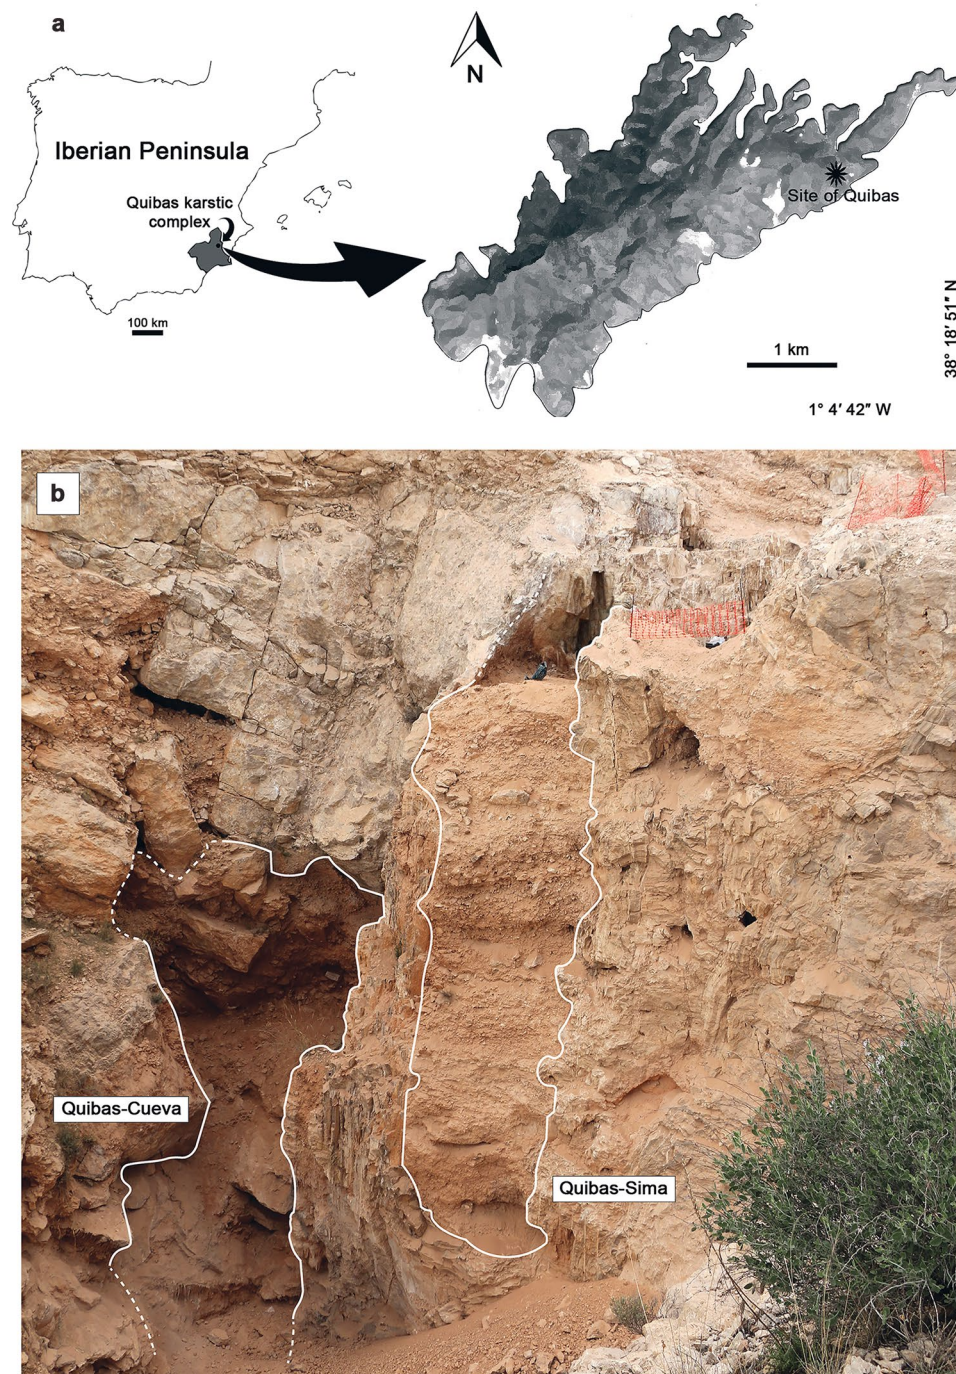 a
N
Iberian Peninsula
Quibas karstic
complex
100 km
Site of Quibas
1 km
38° 18′ 51″ N
1° 4′ 42″ W
b
Quibas-Cueva
Quibas-Sima